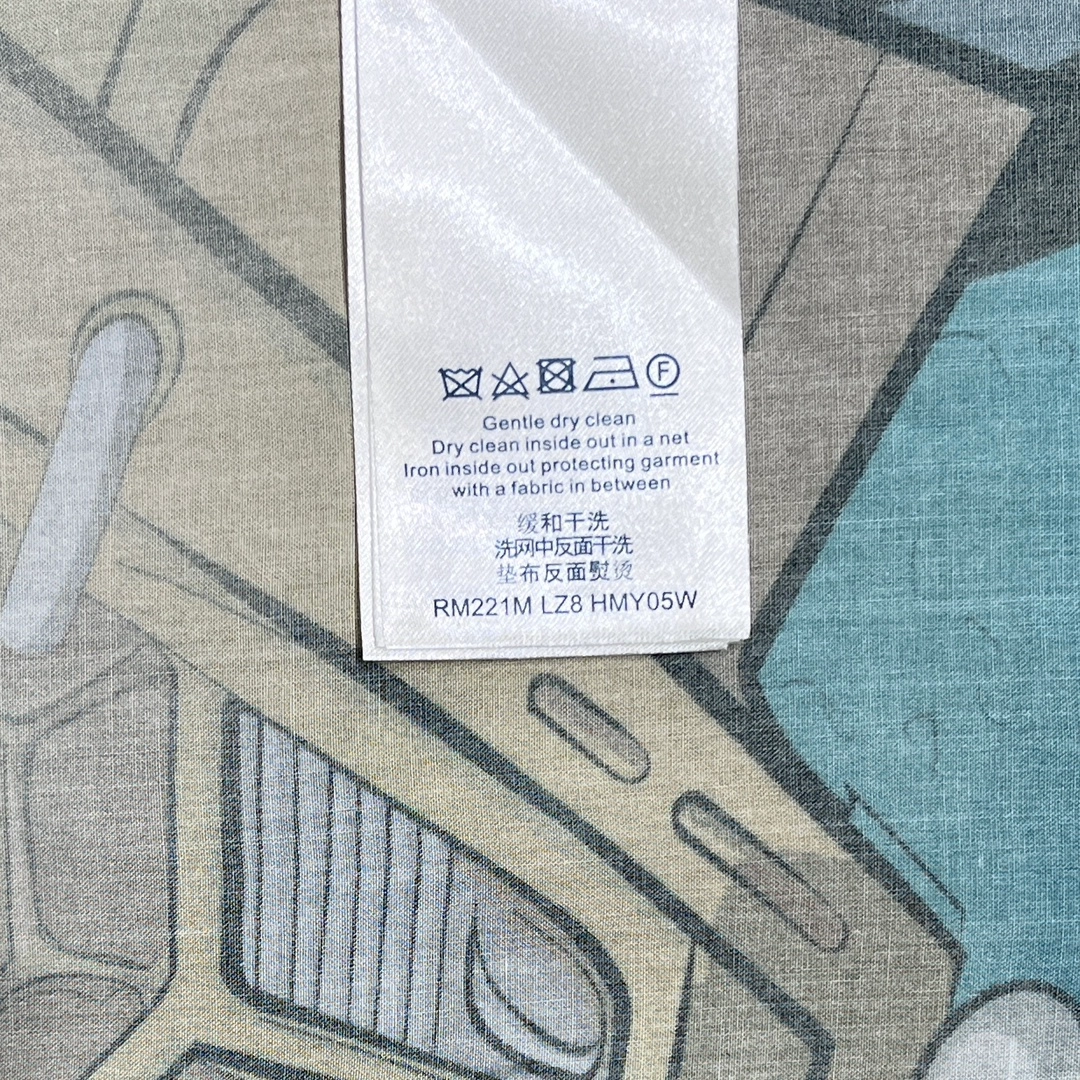 F
Gentle dry clean
Dry clean inside out in a net
Iron inside out protecting garment
with a fabric in between
缓和干洗
洗网中反面干洗
垫布反面熨烫
RM221M LZ8 HMY05W